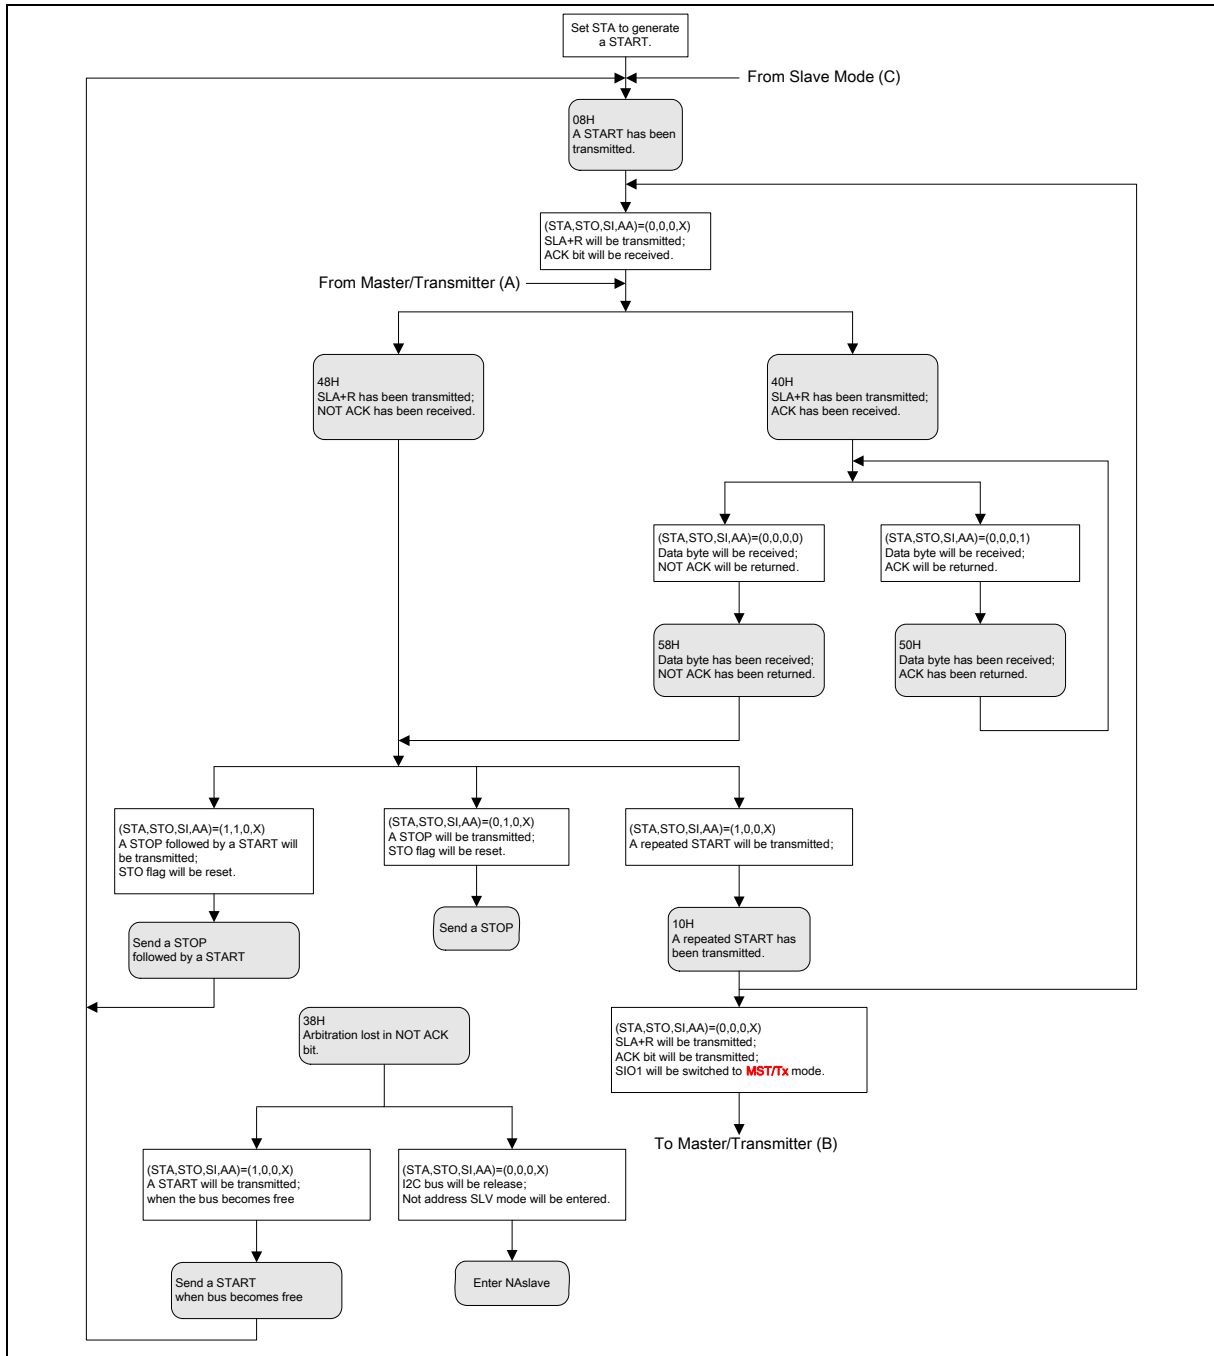 Set STA to generate
a START.
From Slave Mode (C)
08H
A START has been
transmitted.
(STA,STO,SI,AA)=(0,0,0,X)
SLA+R will be transmitted;
ACK bit will be received.
From Master/Transmitter (A)
48H
SLA+R has been transmitted;
NOT ACK has been received.
40H
SLA+R has been transmitted;
ACK has been received.
(STA,STO,SI,AA)=(0,0,0,0)
Data byte will be received;
NOT ACK will be returned.
(STA,STO,SI,AA)=(0,0,0,1)
Data byte will be received;
ACK will be returned.
58H
Data byte has been received;
NOT ACK has been returned.
50H
Data byte has been received;
ACK has been returned.
(STA,STO,SI,AA)=(1,1,0,X)
A STOP followed by a START will
be transmitted;
STO flag will be reset.
(STA,STO,SI,AA)=(0,1,0,X)
A STOP will be transmitted;
STO flag will be reset.
(STA,STO,SI,AA)=(1,0,0,X)
A repeated START will be transmitted;
Send a STOP
followed by a START
Send a STOP
10H
A repeated START has
been transmitted.
38H
Arbitration lost in NOT ACK
bit.
(STA,STO,SI,AA)=(0,0,0,X)
SLA+R will be transmitted;
ACK bit will be transmitted;
SIO1 will be switched to MST/Tx mode.
To Master/Transmitter (B)
(STA,STO,SI,AA)=(1,0,0,X)
A START will be transmitted;
when the bus becomes free
(STA,STO,SI,AA)=(0,0,0,X)
I2C bus will be release;
Not address SLV mode will be entered.
Send a START
when bus becomes free
Enter NAslave